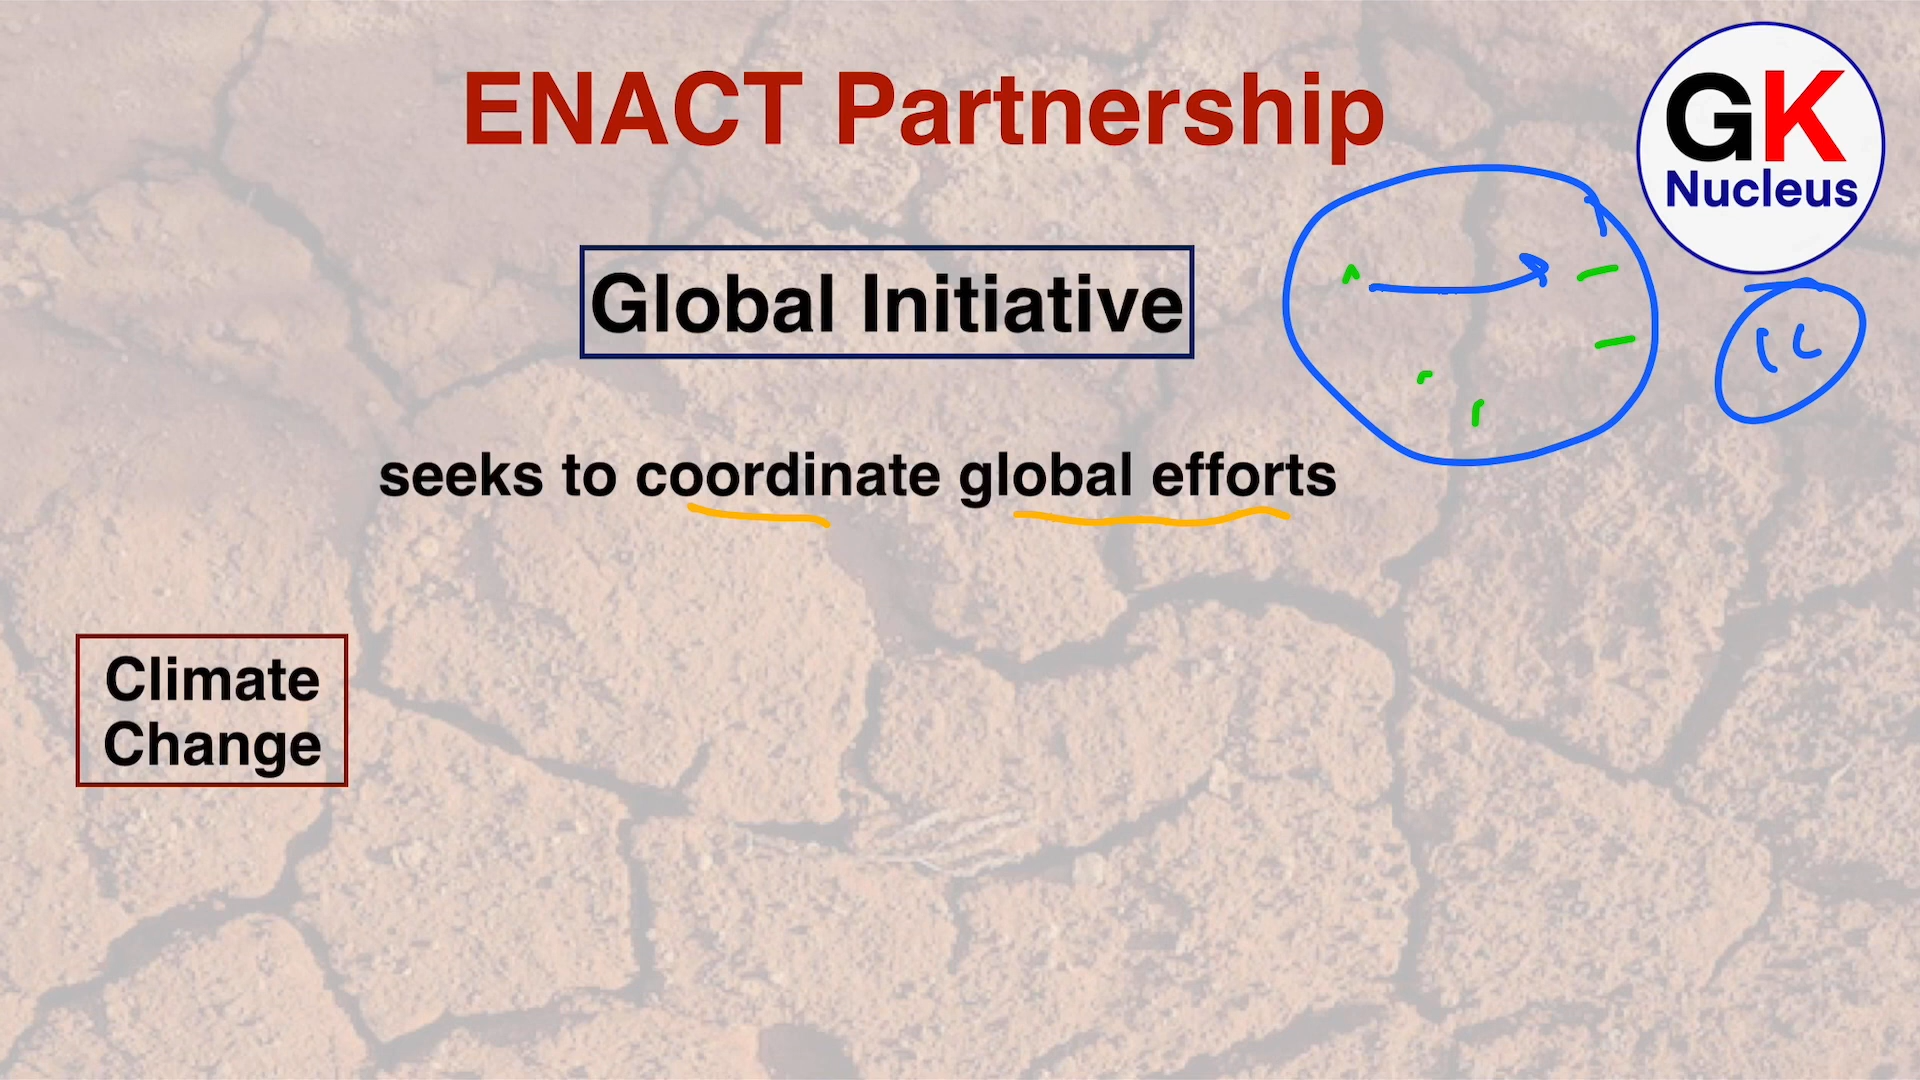 ENACT Partnership
GK
Nucleus
Global Initiative
seeks to coordinate global efforts
Climate
Change